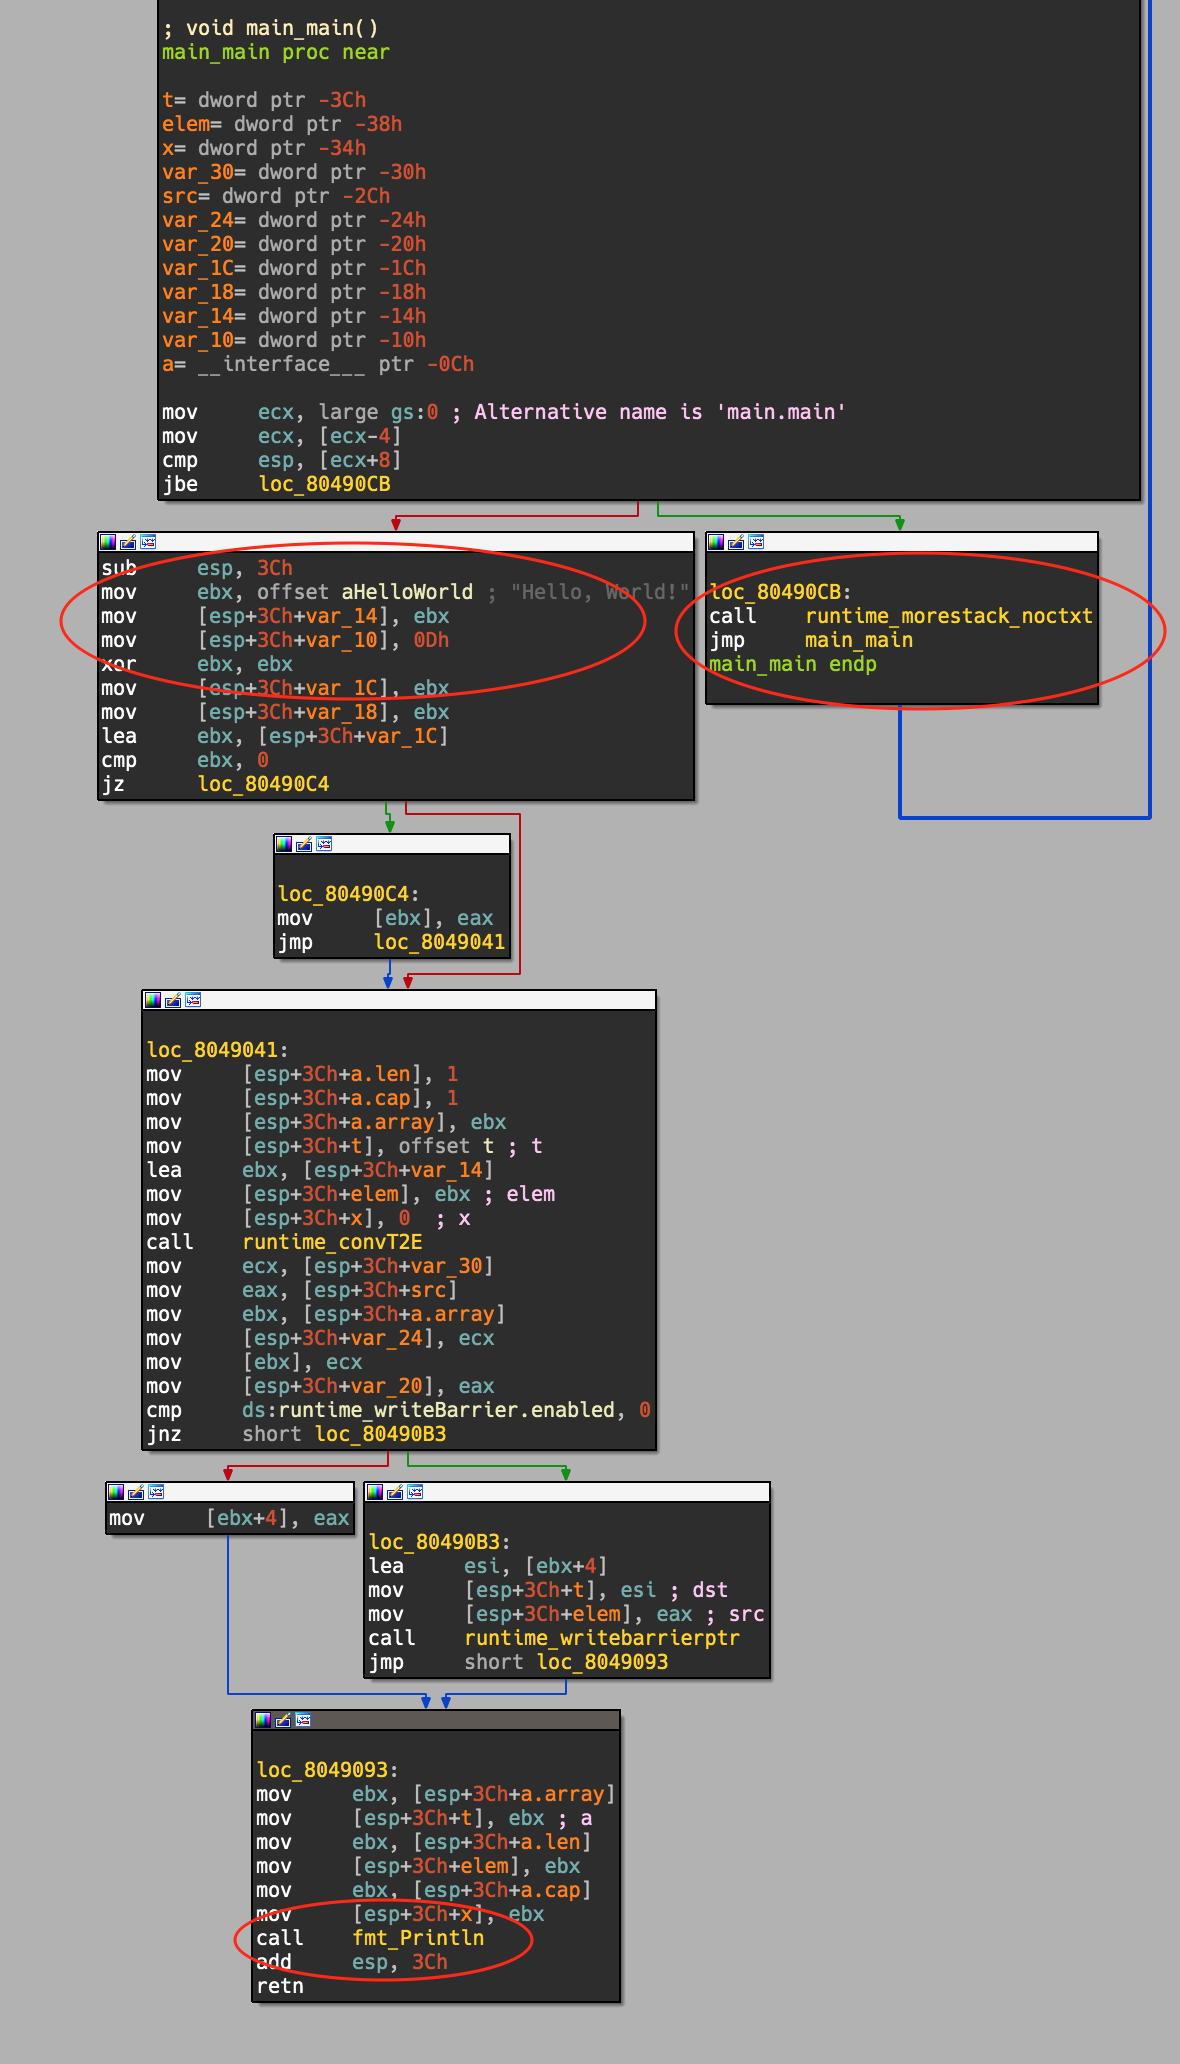 ; void main_main()
main_main proc near
t= dword ptr -3Ch
elem= dword ptr -38h
x= dword ptr -34h
var_30= dword ptr -30h
src= dword ptr -2Ch
var_24= dword ptr -24h
var_20= dword ptr -20h
var_1C= dword ptr -1Ch
var_18= dword ptr -18h
var_14= dword ptr -14h
var_10= dword ptr -10h
a= __interface___ ptr -0Ch
mov ecx, large gs:0 ; Alternative name is 'main.main'
mov ecx, [ecx-4]
cmp esp, [ecx+8]
jbe loc_80490CB
sub esp, 3Ch
mov ebx, offset aHelloWorld ; "Hello, World!"
mov [esp+3Ch+var_14], ebx
mov [esp+3Ch+var_10], 0Dh
xor ebx, ebx
mov [esp+3Ch+var_1C], ebx
mov [esp+3Ch+var_18], ebx
lea ebx, [esp+3Ch+var_1C]
cmp ebx, 0
jz loc_80490C4
loc_80490CB:
call runtime_morestack_noctxt
jmp main_main
main_main endp
loc_80490C4:
mov [ebx], eax
jmp loc_8049041
loc_8049041:
mov [esp+3Ch+a.len], 1
mov [esp+3Ch+a.cap], 1
mov [esp+3Ch+a.array], ebx
mov [esp+3Ch+t], offset t ; t
lea ebx, [esp+3Ch+var_14]
mov [esp+3Ch+elem], ebx ; elem
mov [esp+3Ch+x], 0 ; x
call runtime_convT2E
mov ecx, [esp+3Ch+var_30]
mov eax, [esp+3Ch+src]
mov ebx, [esp+3Ch+a.array]
mov [esp+3Ch+var_24], ecx
mov [ebx], ecx
mov [esp+3Ch+var_20], eax
cmp ds:runtime_writeBarrier.enabled, 0
jnz short loc_80490B3
mov [ebx+4], eax
loc_80490B3:
lea esi, [ebx+4]
mov [esp+3Ch+t], esi ; dst
mov [esp+3Ch+elem], eax ; src
call runtime_writebarrierptr
jmp short loc_8049093
loc_8049093:
mov ebx, [esp+3Ch+a.array]
mov [esp+3Ch+t], ebx ; a
mov ebx, [esp+3Ch+a.len]
mov [esp+3Ch+elem], ebx
mov ebx, [esp+3Ch+a.cap]
mov [esp+3Ch+x], ebx
call fmt_Println
add esp, 3Ch
retn